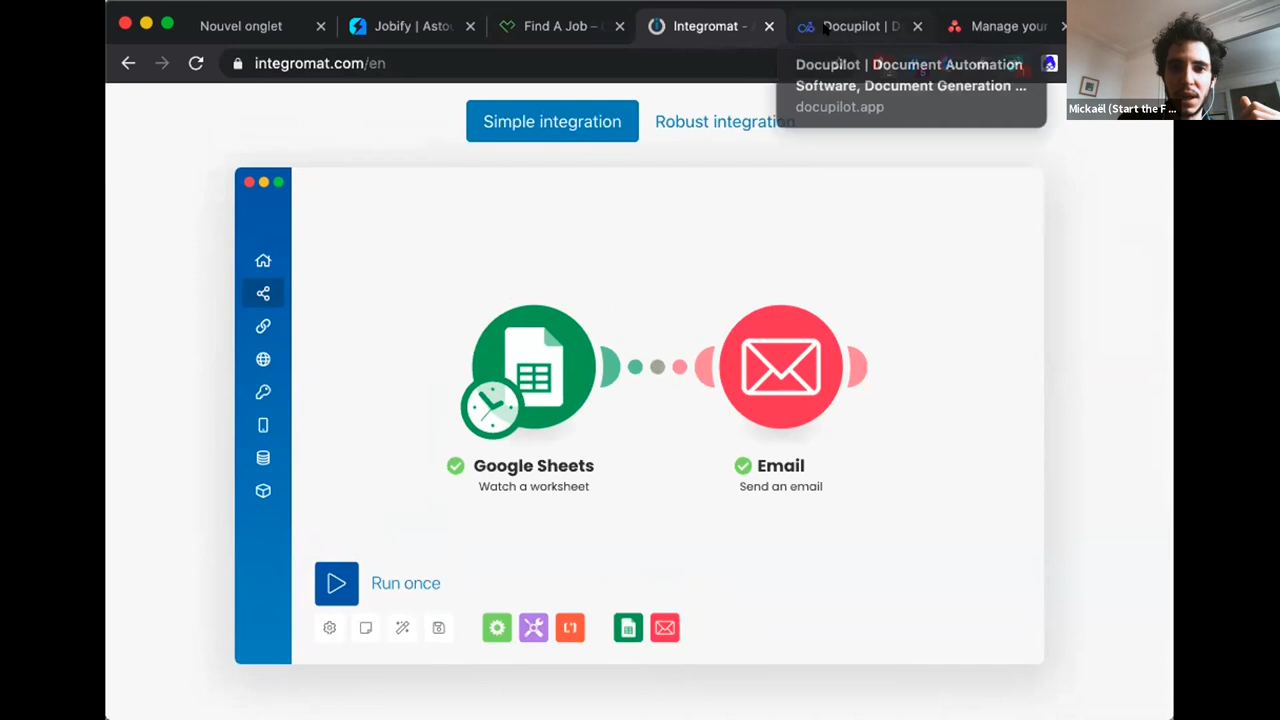 Nouvel onglet
Jobify | Asto
Find A Job –
Integromat -
Docupilot | D
Manage your
integromat.com/en
Docupilot | Document Automation
Software, Document Generation ...
docupilot.app
Mickaël (Start the F ...
Simple integration
Robust integration
Google Sheets
Watch a worksheet
Email
Send an email
Run once